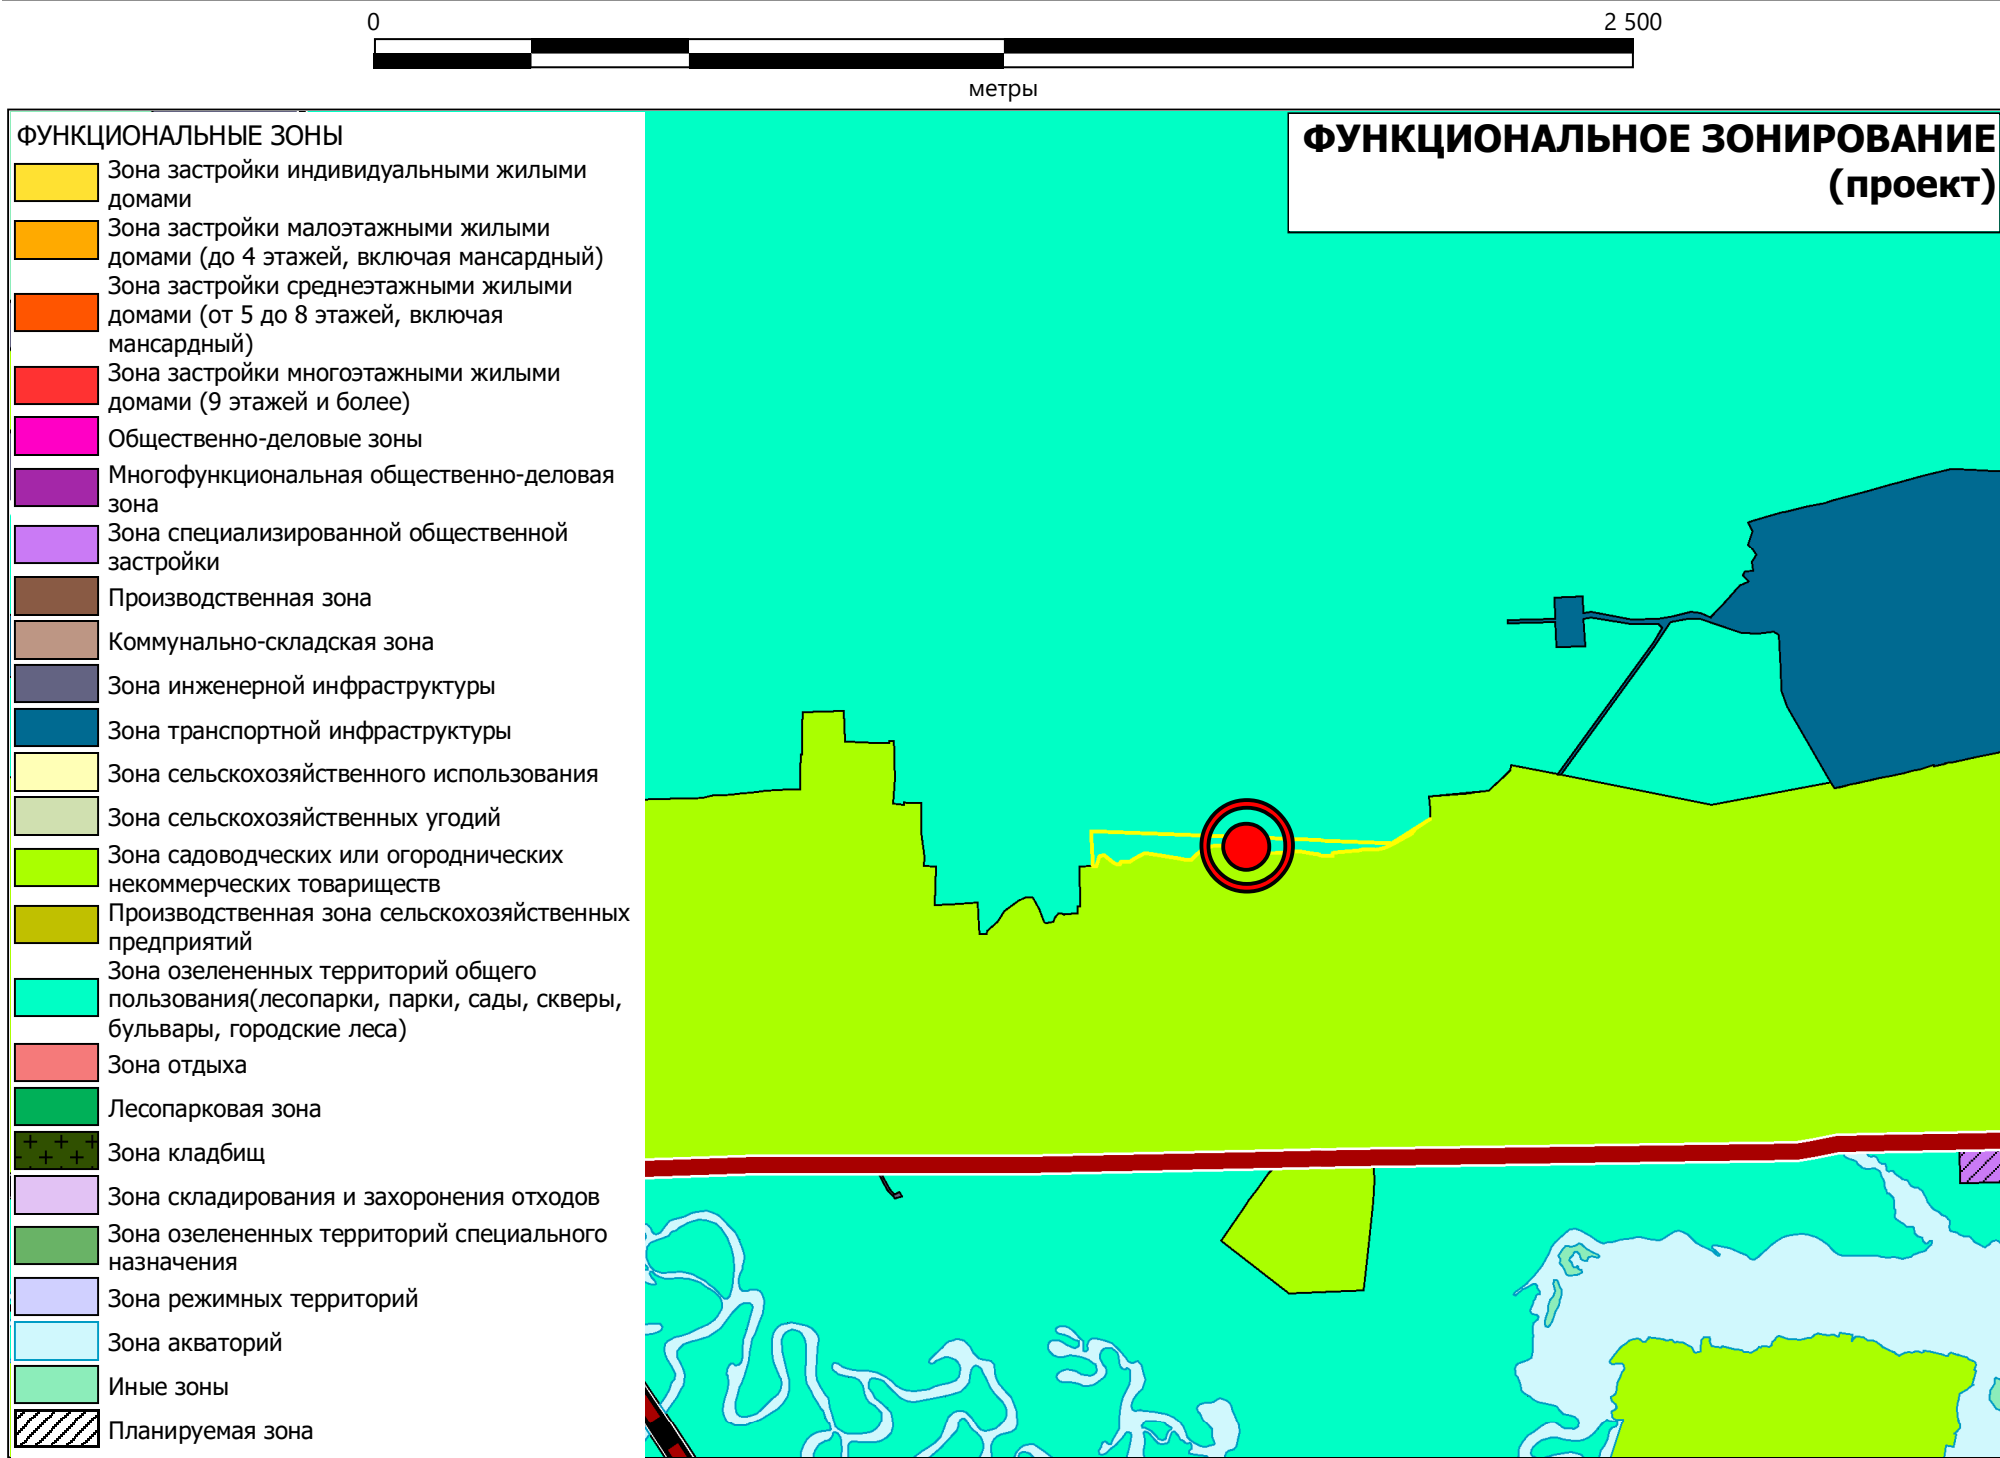 0
2 500
метры
ФУНКЦИОНАЛЬНОЕ ЗОНИРОВАНИЕ
(проект)
ФУНКЦИОНАЛЬНЫЕ ЗОНЫ
Зона застройки индивидуальными жилыми
домами
Зона застройки малоэтажными жилыми
домами (до 4 этажей, включая мансардный)
Зона застройки среднеэтажными жилыми
домами (от 5 до 8 этажей, включая
мансардный)
Зона застройки многоэтажными жилыми
домами (9 этажей и более)
Общественно-деловые зоны
Многофункциональная общественно-деловая
зона
Зона специализированной общественной
застройки
Производственная зона
Коммунально-складская зона
Зона инженерной инфраструктуры
Зона транспортной инфраструктуры
Зона сельскохозяйственного использования
Зона сельскохозяйственных угодий
Зона садоводческих или огороднических
некоммерческих товариществ
Производственная зона сельскохозяйственных
предприятий
Зона озелененных территорий общего
пользования(лесопарки, парки, сады, скверы,
бульвары, городские леса)
Зона отдыха
Лесопарковая зона
Зона кладбищ
Зона складирования и захоронения отходов
Зона озелененных территорий специального
назначения
Зона режимных территорий
Зона акваторий
Иные зоны
Планируемая зона